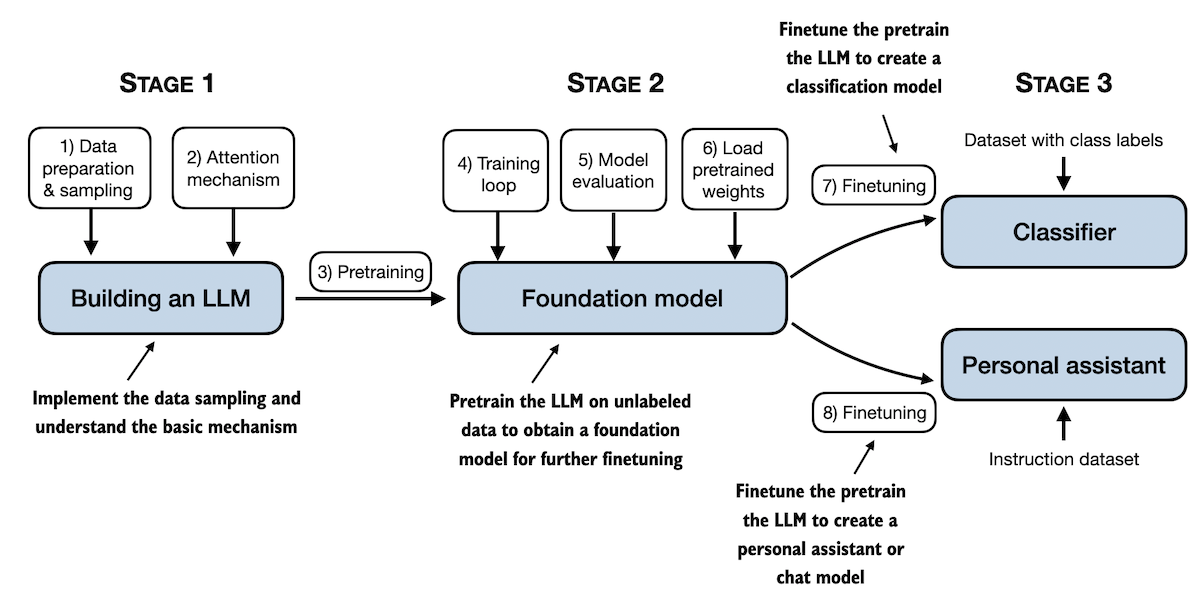 STAGE 1
1) Data
preparation
& sampling
2) Attention
mechanism
Building an LLM
Implement the data sampling and
understand the basic mechanism
3) Pretraining
STAGE 2
4) Training
loop
5) Model
evaluation
6) Load
pretrained
weights
Foundation model
Pretrain the LLM on unlabeled
data to obtain a foundation
model for further finetuning
Finetune the pretrain
the LLM to create a
classification model
7) Finetuning
STAGE 3
Dataset with class labels
Classifier
Personal assistant
Instruction dataset
8) Finetuning
Finetune the pretrain
the LLM to create a
personal assistant or
chat model